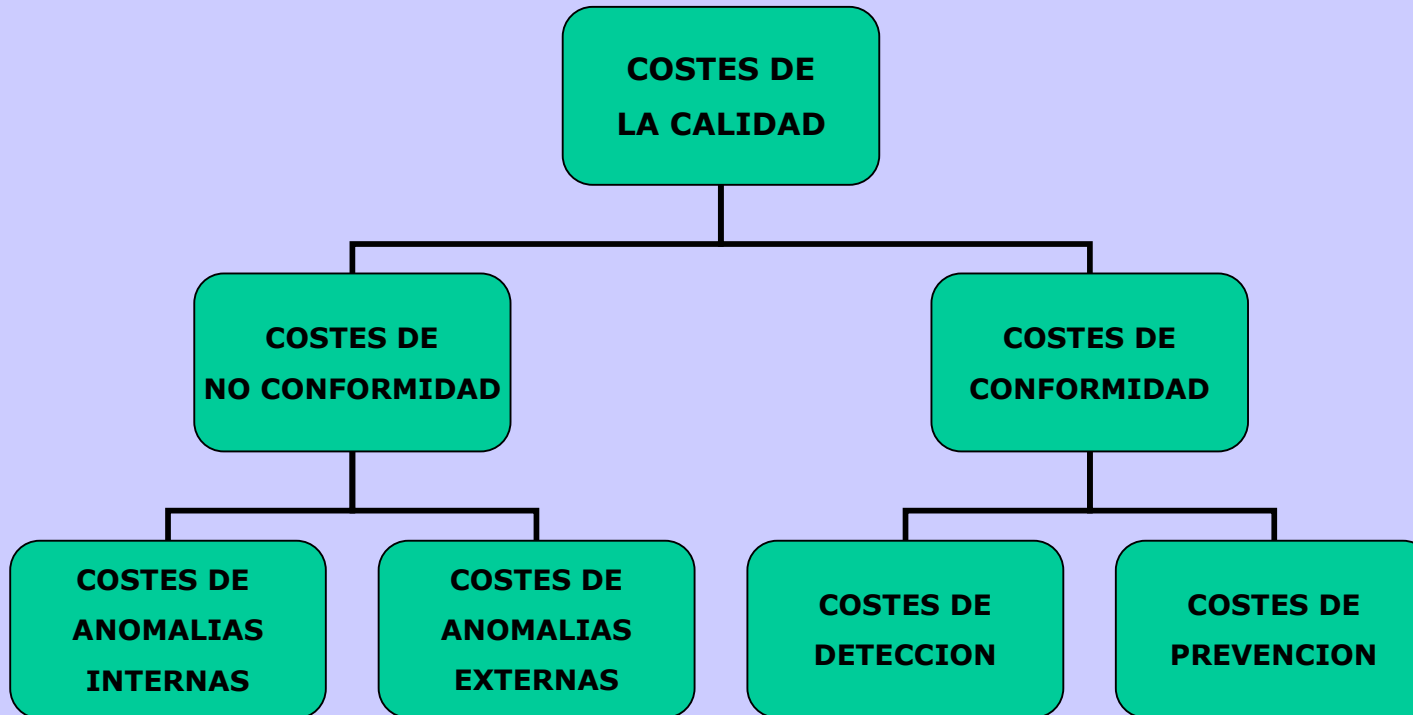 COSTES DE
LA CALIDAD
COSTES DE
NO CONFORMIDAD
COSTES DE
CONFORMIDAD
COSTES DE
ANOMALIAS
INTERNAS
COSTES DE
ANOMALIAS
EXTERNAS
COSTES DE
DETECCION
COSTES DE
PREVENCION